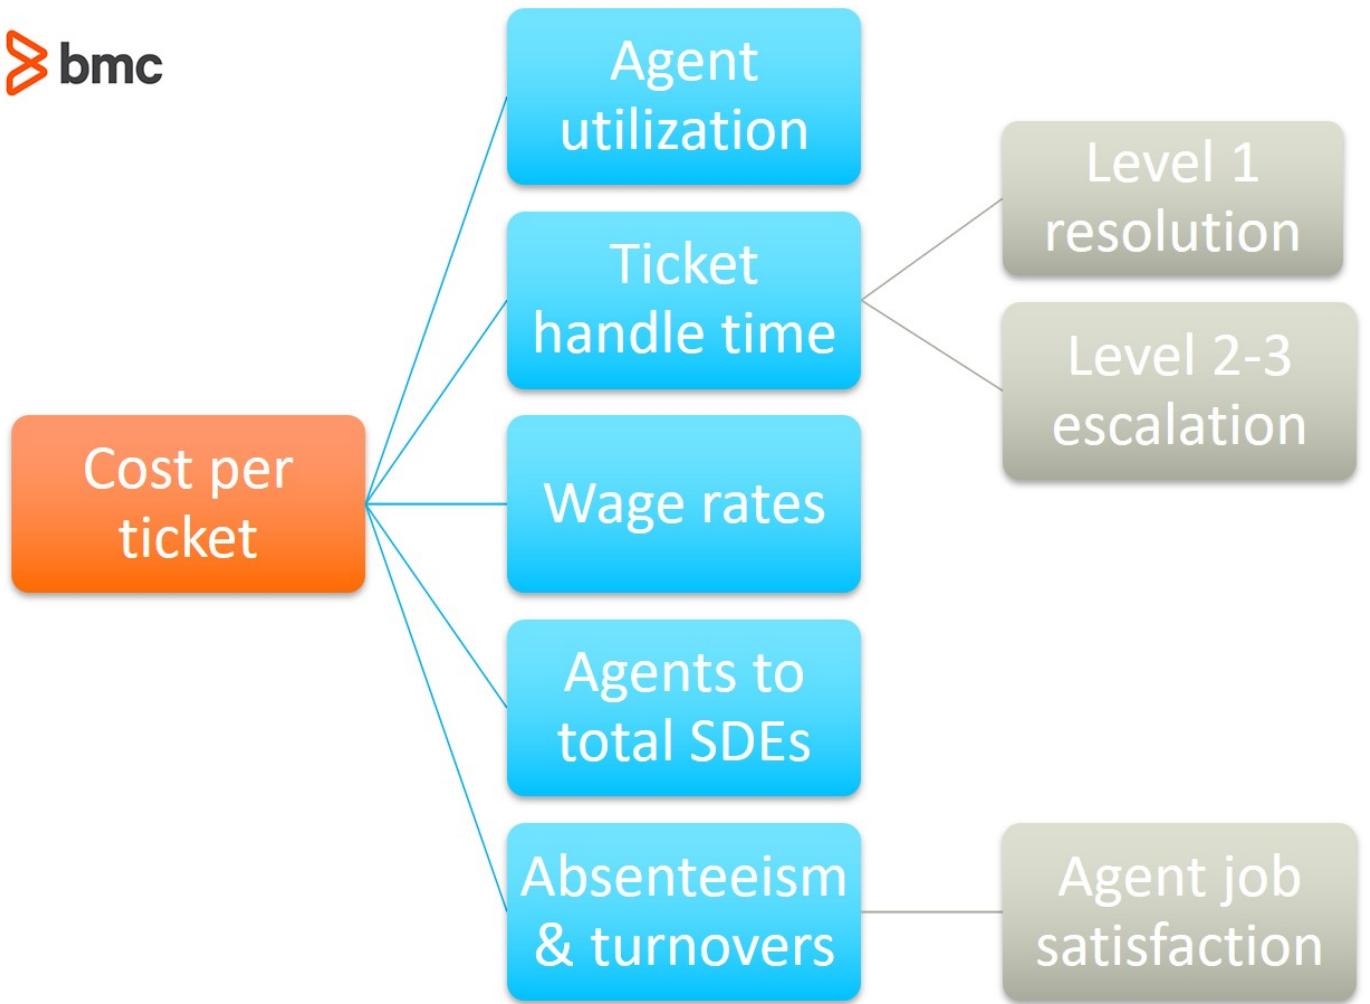 bmc
Agent
utilization
Ticket
handle time
Level 1
resolution
Level 2-3
escalation
Cost per
ticket
Wage rates
Agents to
total SDEs
Absenteeism
& turnovers
Agent job
satisfaction